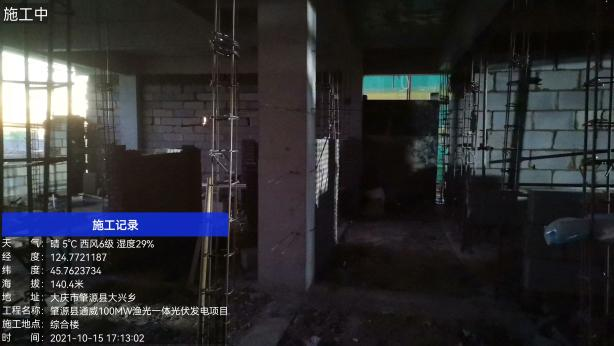 施工中
施工记录
天 气：晴 5℃ 西风6级 湿度29%
经 度：124.7721187
纬 度：45.7623734
海 拔：140.4米
地 址：大庆市肇源县大兴乡
工程名称：肇源县通威100MW渔光一体光伏发电项目
施工地点：综合楼
时 间：2021-10-15 17:13:02